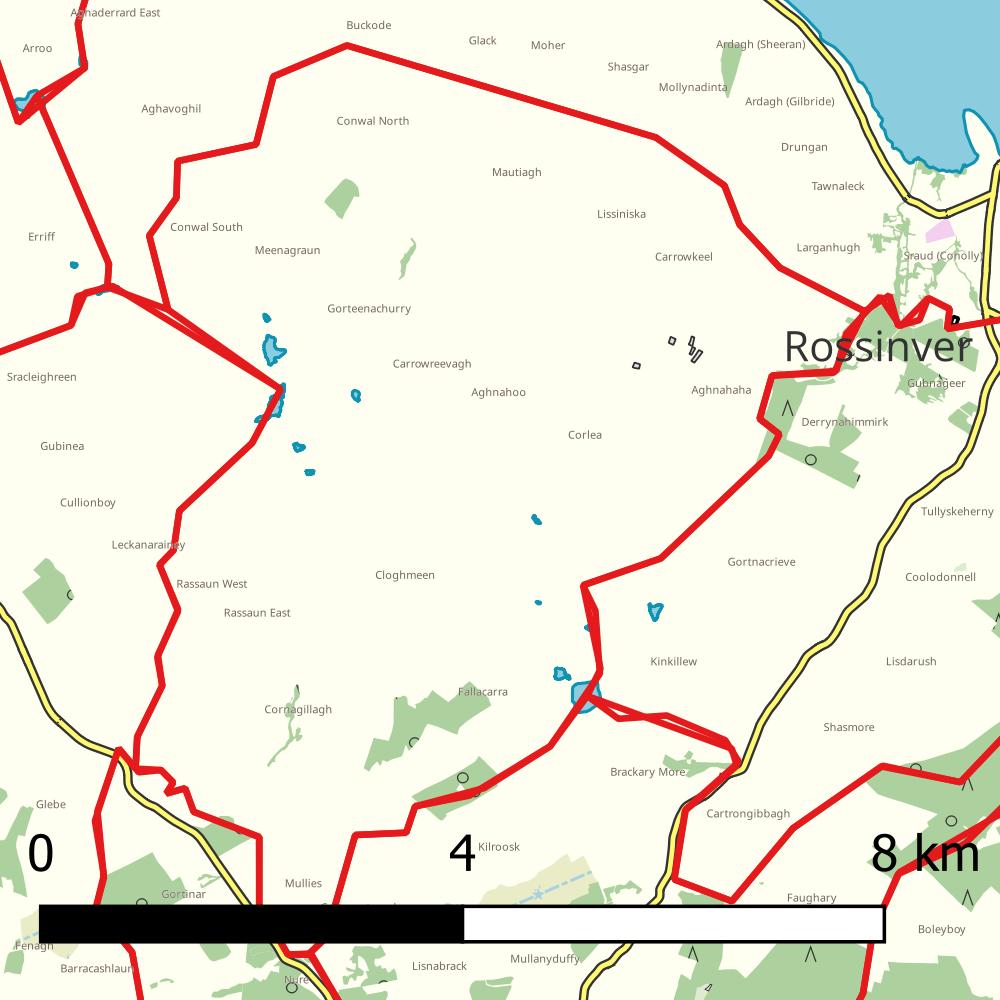 Aghaderrard East
Buckode
Glack
Moher
Arroo
Ardagh (Sheeran)
Shasgar
Mollynadinta
Aghavoghil
Ardagh (Gilbride)
Conwal North
Drungan
Mautiagh
Tawnaleck
Lissiniska
Conwal South
Erriff
Meenagraun
Larganhugh
Carrowkeel
Sraud (Conolly)
Gorteenachurry
Rossinver
Carrowreevagh
Sracleighreen
Aghnahoo
Aghnahaha
Gubnageer
Derrynahimmirk
Corlea
Gubinea
Cullionboy
Tullyskeherny
Leckanarainey
Gortnacrieve
Cloghmeen
Coolodonnell
Rassaun West
Rassaun East
Kinkillew
Lisdarush
Fallacarra
Cornagillagh
Shasmore
Brackary More
Glebe
Cartrongibbagh
0
4
8 km
Kilroosk
Mullies
Gortinar
Faughary
Boleyboy
Fenagh
Mullanyduffy
Lisnabrack
Barracashlaun
Nure